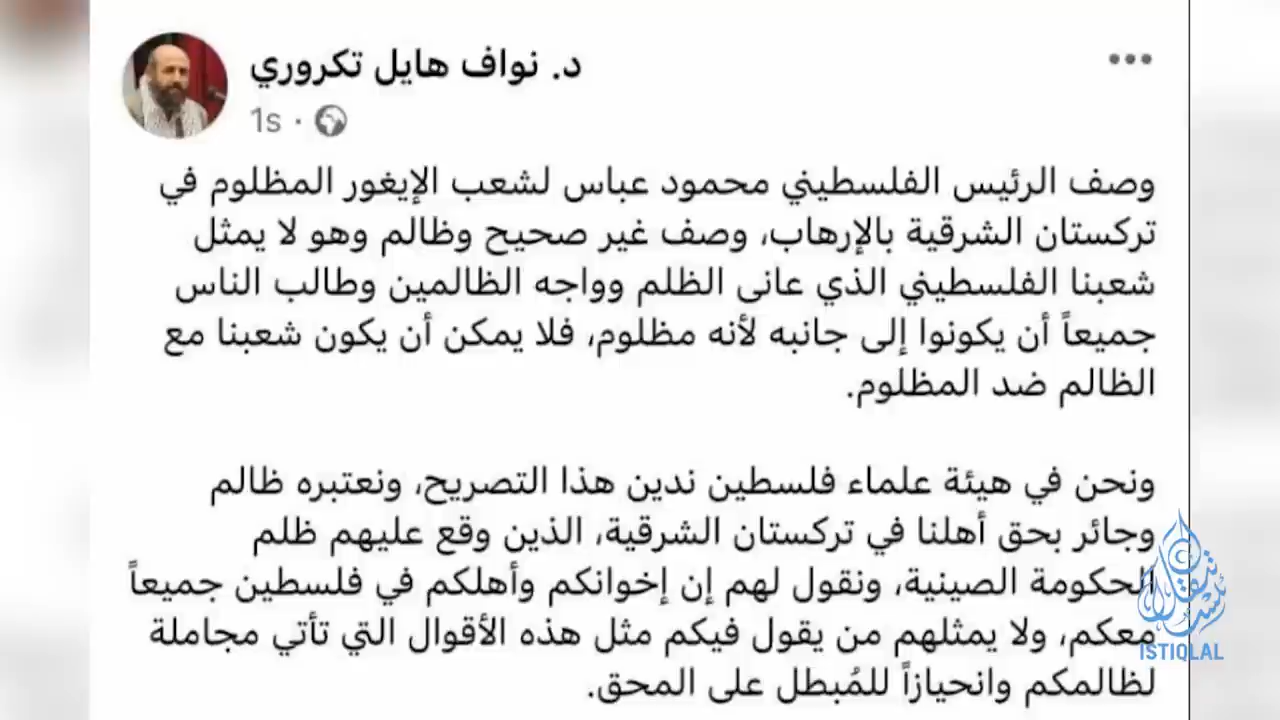 د. نواف هايل تكروري
1s ·
وصف الرئيس الفلسطيني محمود عباس لشعب الإيغور المظلوم في
تركستان الشرقية بالإرهاب، وصف غير صحيح وظالم وهو لا يمثل
شعبنا الفلسطيني الذي عانى الظلم وواجه الظالمين وطالب الناس
جميعاً أن يكونوا إلى جانبه لأنه مظلوم، فلا يمكن أن يكون شعبنا مع
الظالم ضد المظلوم.
ونحن في هيئة علماء فلسطين ندين هذا التصريح، ونعتبره ظالم
وجائر بحق أهلنا في تركستان الشرقية، الذين وقع عليهم ظلم
الحكومة الصينية، ونقول لهم إن إخوانكم وأهلكم في فلسطين جميعاً
معكم، ولا يمثلهم من يقول فيكم مثل هذه الأقوال التي تأتي مجاملة
لظالمكم وانحيازاً للمُبطل على المحق.
ISTIQLAL